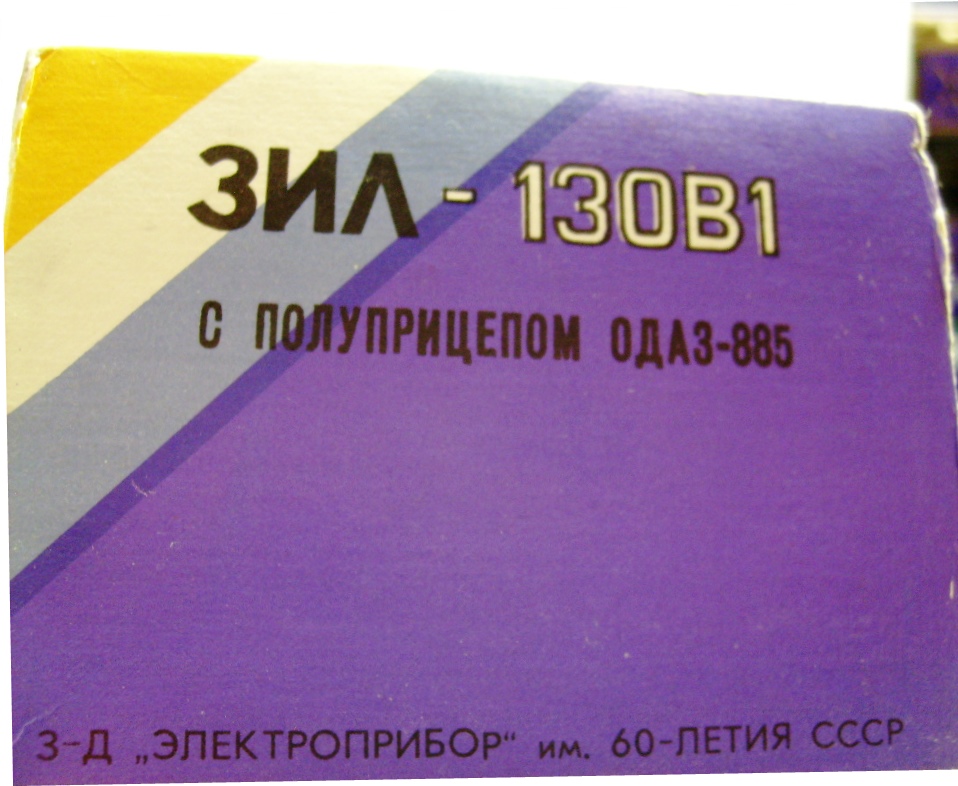 ЗИЛ - 130В1
С ПОЛУПРИЦЕПОМ ОДАЗ-885
З-Д „ЭЛЕКТРОПРИБОР“ им. 60-ЛЕТИЯ СССР